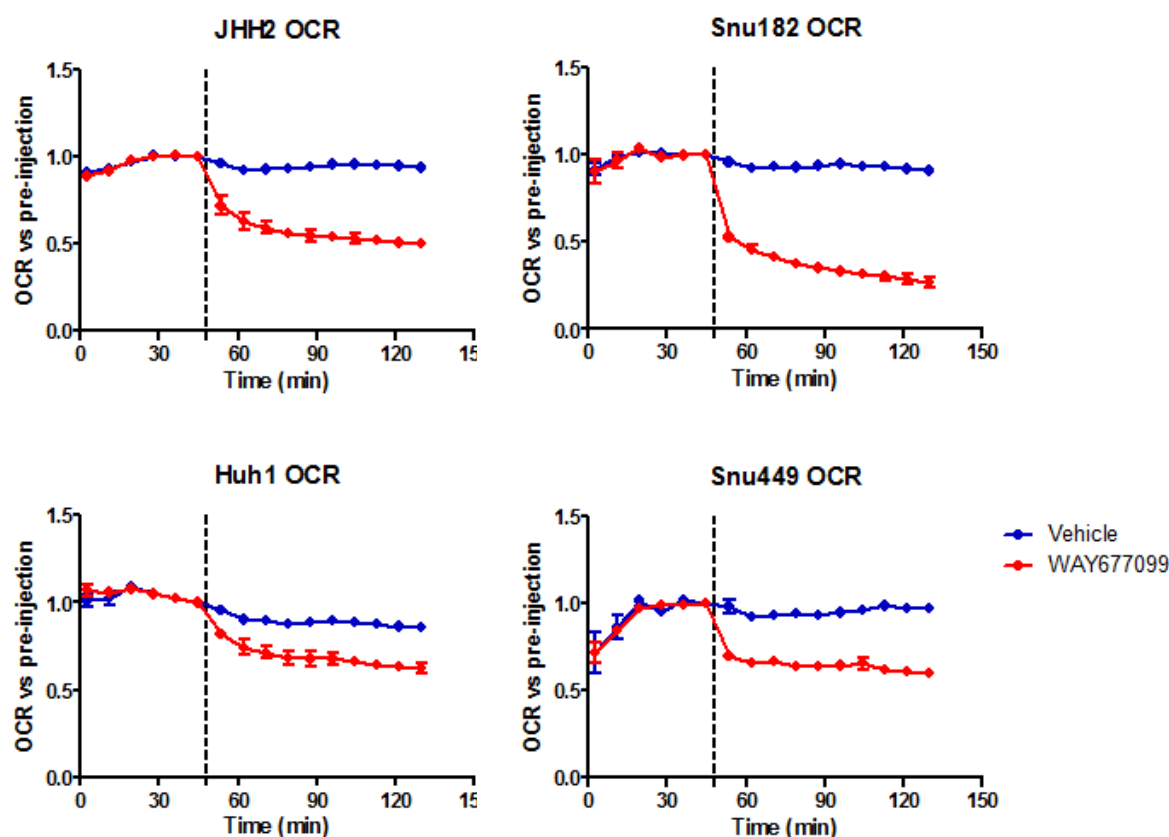 JHH2 OCR
OCR vs pre-injection
1.5
1.0
0.5
0.0
0 30 60 90 120 15
Time (min)
Snu182 OCR
OCR vs pre-injection
1.5
1.0
0.5
0.0
0 30 60 90 120 150
Time (min)
Huh1 OCR
OCR vs pre-injection
1.5
1.0
0.5
0.0
0 30 60 90 120 15
Time (min)
Snu449 OCR
OCR vs pre-injection
1.5
1.0
0.5
0.0
0 30 60 90 120 150
Time (min)
Vehicle
WAY677099